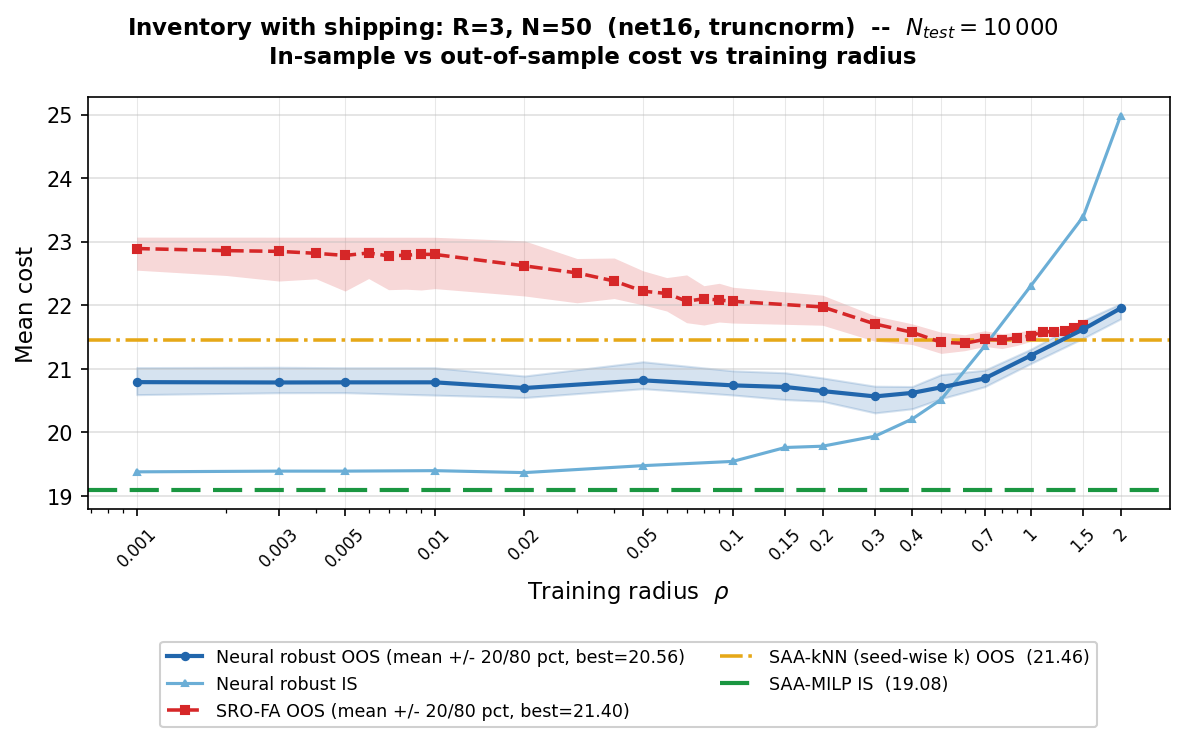 Inventory with shipping: R=3, N=50 (net16, truncnorm) -- N_test = 10 000
In-sample vs out-of-sample cost vs training radius
Mean cost
25
24
23
22
21
20
19
0.001
0.003
0.005
0.01
0.02
0.05
0.1
0.15
0.2
0.3
0.4
0.7
1
1.5
2
Training radius ρ
Neural robust OOS (mean +/- 20/80 pct, best=20.56)
Neural robust IS
SRO-FA OOS (mean +/- 20/80 pct, best=21.40)
SAA-kNN (seed-wise k) OOS (21.46)
SAA-MILP IS (19.08)